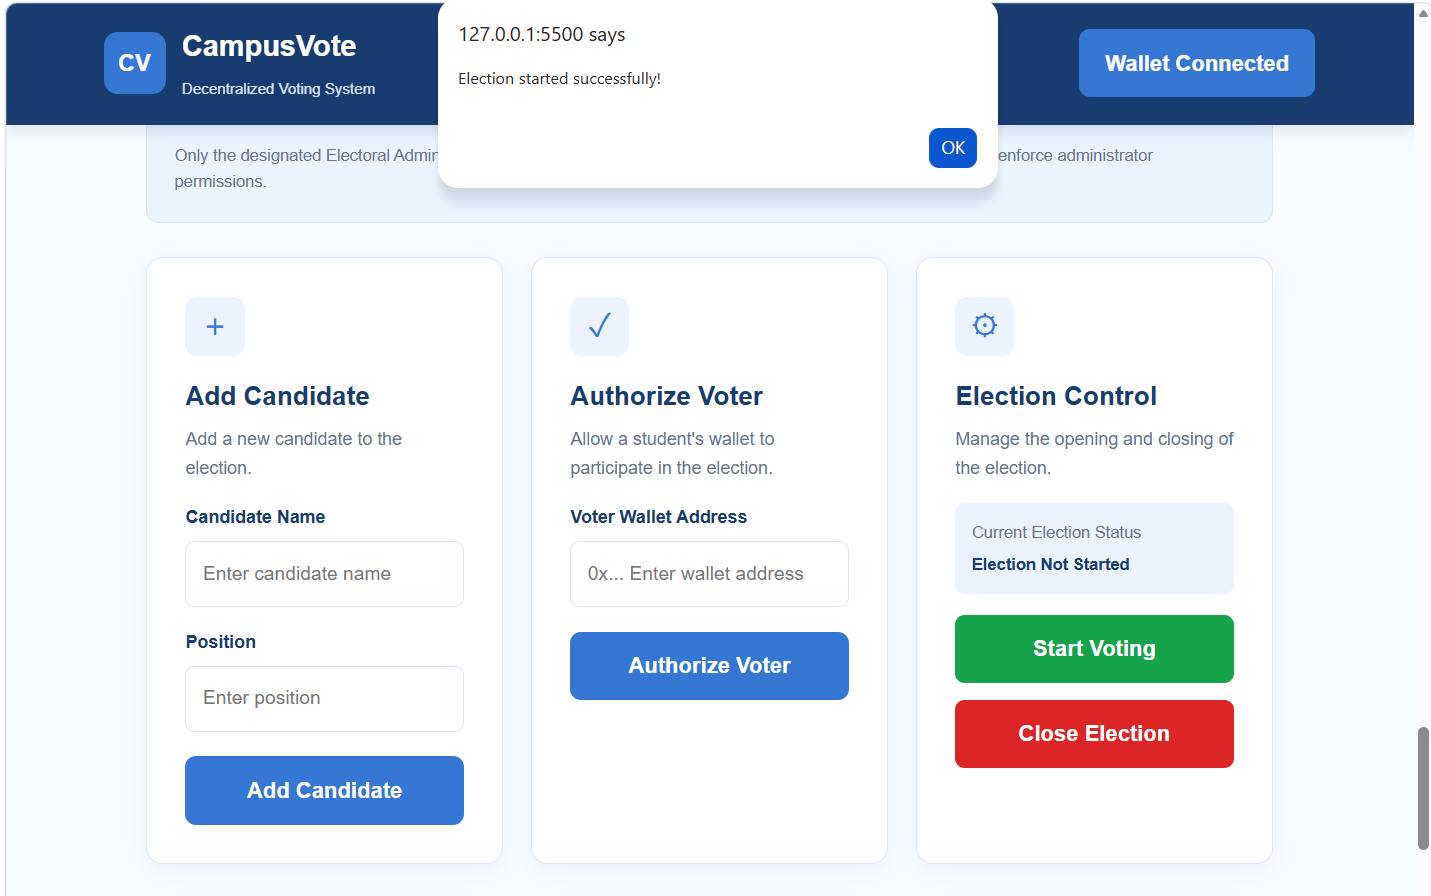 CV
CampusVote
Decentralized Voting System
127.0.0.1:5500 says
Election started successfully!
OK
Wallet Connected
Only the designated Electoral Admin
enforce administrator
permissions.
+
Add Candidate
Add a new candidate to the
election.
Candidate Name
Enter candidate name
Position
Enter position
Add Candidate
✓
Authorize Voter
Allow a student's wallet to
participate in the election.
Voter Wallet Address
0x... Enter wallet address
Authorize Voter
Election Control
Manage the opening and closing of
the election.
Current Election Status
Election Not Started
Start Voting
Close Election